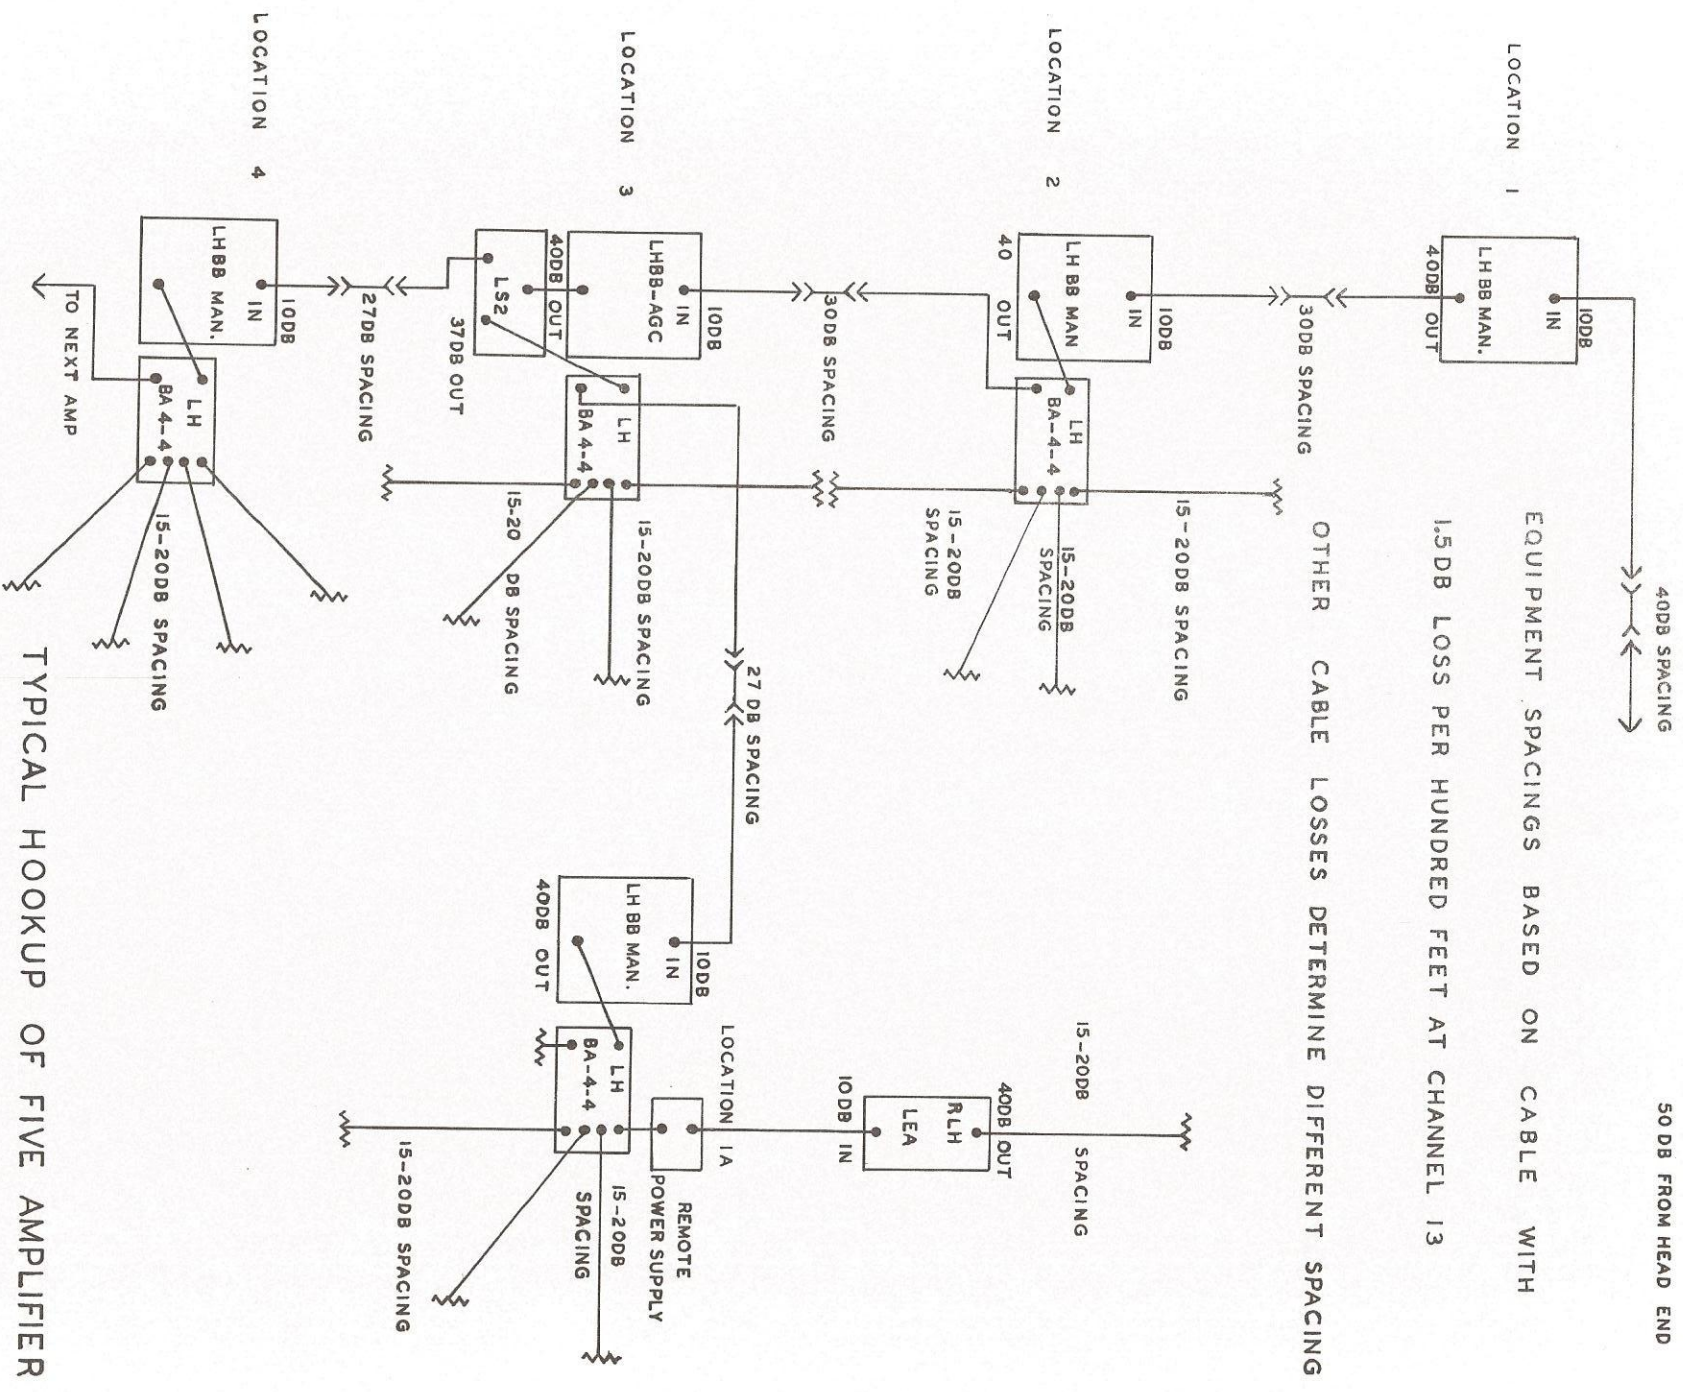 50 DB FROM HEAD END
40DB SPACING
LOCATION 1
10DB
IN
LHBB MAN.
40DB OUT
EQUIPMENT SPACINGS BASED ON CABLE WITH
1.5 DB LOSS PER HUNDRED FEET AT CHANNEL 13
OTHER CABLE LOSSES DETERMINE DIFFERENT SPACING
30DB SPACING
LOCATION 2
10DB
IN
LH BB MAN
40 OUT
LH
BA-4-4
15-20DB SPACING
15-20DB
SPACING
15-20DB
SPACING
30DB SPACING
LOCATION 3
10DB
IN
LHBB-AGC
40DB OUT
LS2
37DB OUT
LH
BA 4-4
15-20DB SPACING
15-20 DB SPACING
27 DB SPACING
15-20DB SPACING
40DB OUT
RLH
LEA
10DB IN
LOCATION 1A
10DB
IN
LH BB MAN.
40DB OUT
LH
BA-4-4
REMOTE
POWER SUPPLY
15-20DB
SPACING
15-20DB SPACING
27DB SPACING
LOCATION 4
10DB
IN
LHBB MAN.
LH
BA 4-4
15-20DB SPACING
TO NEXT AMP
TYPICAL HOOKUP OF FIVE AMPLIFIER